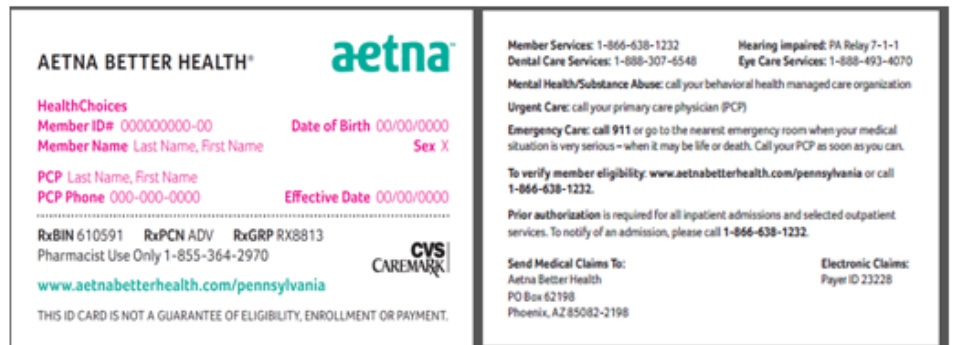 AETNA BETTER HEALTH®
aetna™
HealthChoices
Member ID# 000000000-00 Date of Birth 00/00/0000
Member Name Last Name, First Name Sex X
PCP Last Name, First Name
PCP Phone 000-000-0000 Effective Date 00/00/0000
RxBIN 610591 RxPCN ADV RxGRP RX8813
Pharmacist Use Only 1-855-364-2970
CVS
CAREMARK
www.aetnabetterhealth.com/pennsylvania
THIS ID CARD IS NOT A GUARANTEE OF ELIGIBILITY, ENROLLMENT OR PAYMENT.
Member Services: 1-866-638-1232 Hearing impaired: PA Relay 7-1-1
Dental Care Services: 1-888-307-6548 Eye Care Services: 1-888-493-4070
Mental Health/Substance Abuse: call your behavioral health managed care organization
Urgent Care: call your primary care physician (PCP)
Emergency Care: call 911 or go to the nearest emergency room when your medical
situation is very serious – when it may be life or death. Call your PCP as soon as you can.
To verify member eligibility: www.aetnabetterhealth.com/pennsylvania or call
1-866-638-1232.
Prior authorization is required for all inpatient admissions and selected outpatient
services. To notify of an admission, please call 1-866-638-1232.
Send Medical Claims To: Electronic Claims:
Aetna Better Health Payer ID 23228
PO Box 62198
Phoenix, AZ 85082-2198